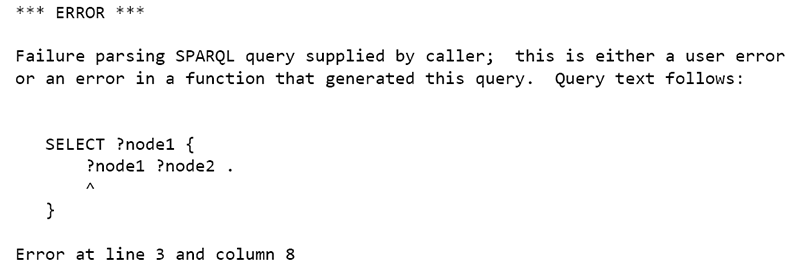 *** ERROR ***
Failure parsing SPARQL query supplied by caller;  this is either a user error
or an error in a function that generated this query.  Query text follows:
SELECT ?node1 {
?node1 ?node2 .
^
}
Error at line 3 and column 8